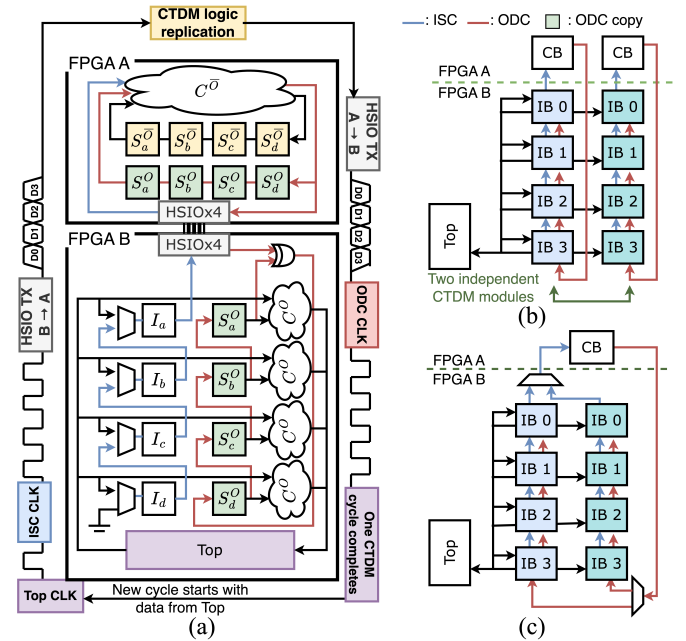 CTDM logic
replication
FPGA A
C^O̅
S_a^O̅ S_b^O̅ S_c^O̅ S_d^O̅
S_a^O S_b^O S_c^O S_d^O
HSIOx4
HSIO TX
A → B
D3
D2
D1
D0
D0
D1
D2
D3
HSIO TX
B → A
FPGA B
HSIOx4
I_a S_a^O C^O
I_b S_b^O C^O
I_c S_c^O C^O
I_d S_d^O C^O
Top
ODC CLK
ISC CLK
One CTDM
cycle completes
Top CLK
New cycle starts with
data from Top
(a)
: ISC : ODC : ODC copy
CB CB
FPGA A
FPGA B
IB 0 IB 0
IB 1 IB 1
IB 2 IB 2
IB 3 IB 3
Top
Two independent
CTDM modules
(b)
CB
FPGA A
FPGA B
IB 0 IB 0
IB 1 IB 1
IB 2 IB 2
IB 3 IB 3
Top
(c)